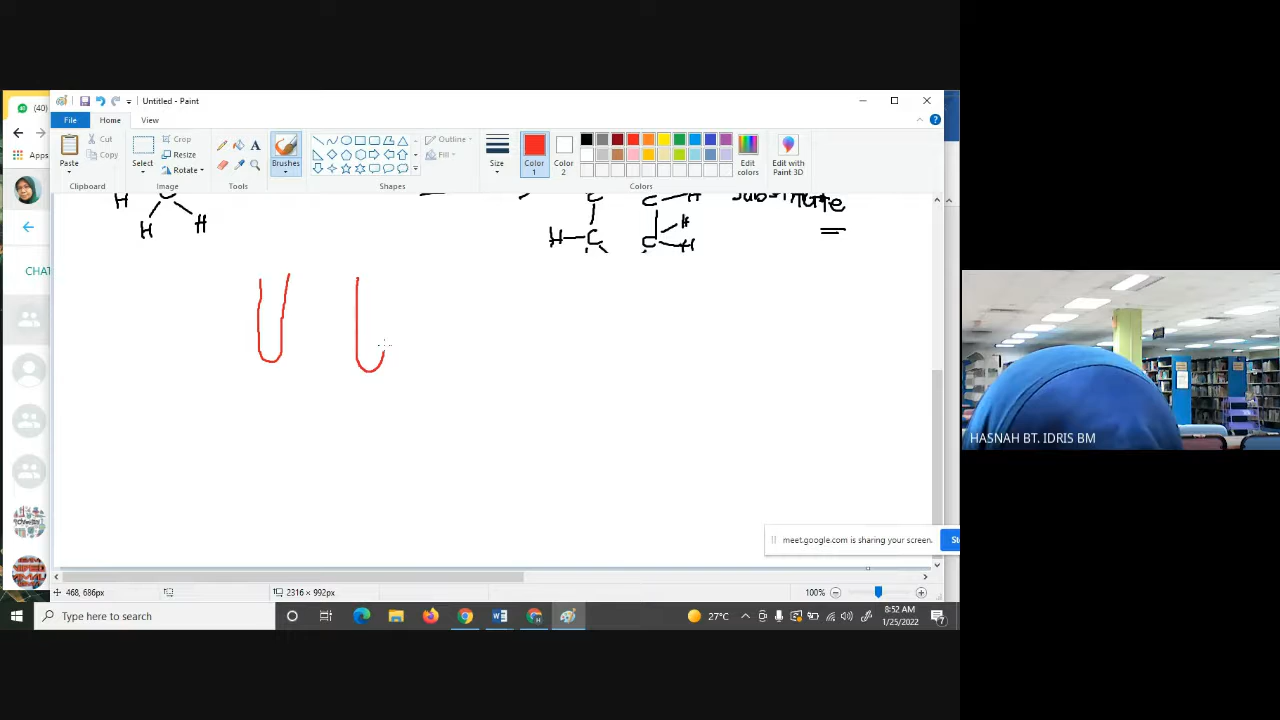 (40)
Untitled - Paint
File Home View
Apps
Paste
Cut
Copy
Clipboard
Select
Crop
Resize
Rotate
Image
Tools
Brushes
Shapes
Outline
Fill
Size
Color 1
Color 2
Edit colors
Edit with Paint 3D
Colors
H
H H
C C H
H
H C C H
substitute
CHAT
HASNAH BT. IDRIS BM
meet.google.com is sharing your screen.
468, 686px
2316 × 992px
100%
Type here to search
27°C
8:52 AM
1/25/2022
7